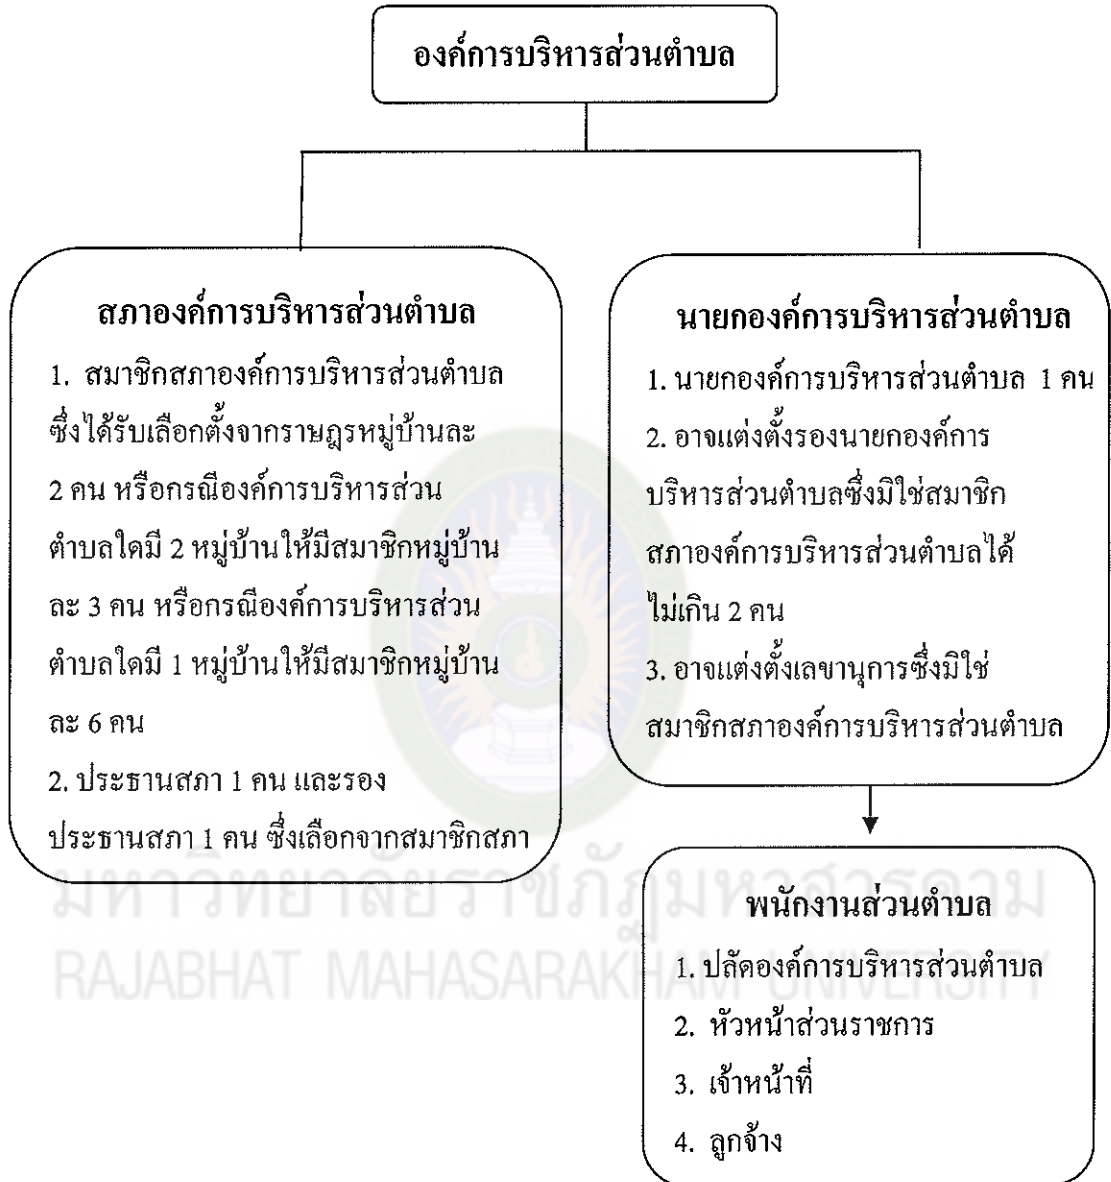 องค์การบริหารส่วนตำบล
สภาองค์การบริหารส่วนตำบล
1. สมาชิกสภาองค์การบริหารส่วนตำบล
ซึ่งได้รับเลือกตั้งจากราษฎรหมู่บ้านละ
2 คน หรือกรณีองค์การบริหารส่วน
ตำบลใดมี 2 หมู่บ้านให้มีสมาชิกหมู่บ้าน
ละ 3 คน หรือกรณีองค์การบริหารส่วน
ตำบลใดมี 1 หมู่บ้านให้มีสมาชิกหมู่บ้าน
ละ 6 คน
2. ประธานสภา 1 คน และรอง
ประธานสภา 1 คน ซึ่งเลือกจากสมาชิกสภา
นายกองค์การบริหารส่วนตำบล
1. นายกองค์การบริหารส่วนตำบล 1 คน
2. อาจแต่งตั้งรองนายกองค์การ
บริหารส่วนตำบลซึ่งมิใช่สมาชิก
สภาองค์การบริหารส่วนตำบลได้
ไม่เกิน 2 คน
3. อาจแต่งตั้งเลขานุการซึ่งมิใช่
สมาชิกสภาองค์การบริหารส่วนตำบล
พนักงานส่วนตำบล
1. ปลัดองค์การบริหารส่วนตำบล
2. หัวหน้าส่วนราชการ
3. เจ้าหน้าที่
4. ลูกจ้าง
มหาวิทยาลัยราชภัฏมหาสารคาม
RAJABHAT MAHASARAKHAM UNIVERSITY